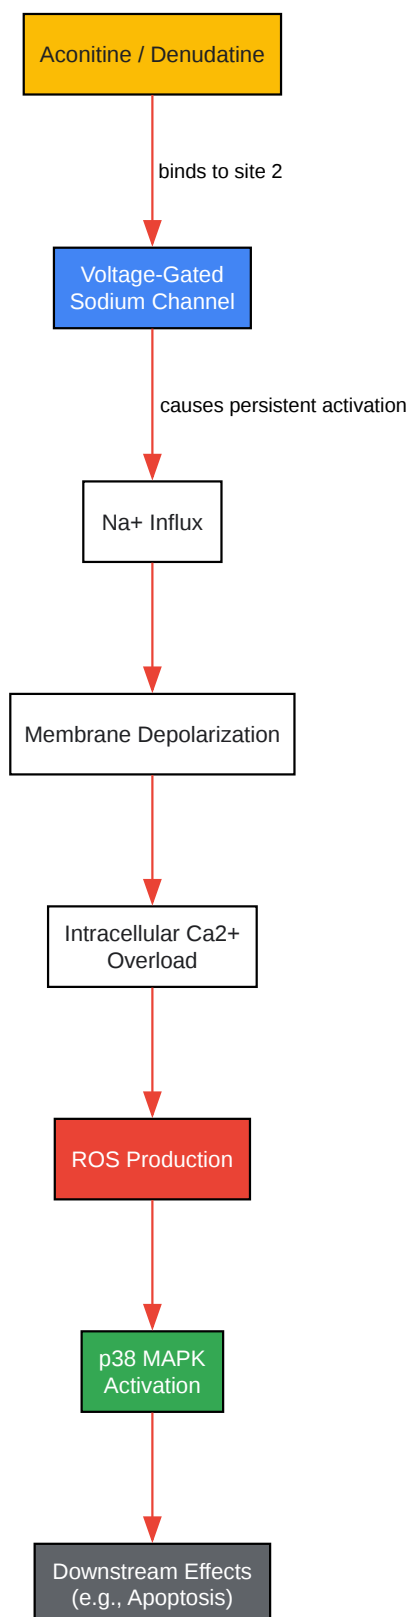 Aconitine / Denudatine
binds to site 2
Voltage-Gated
Sodium Channel
causes persistent activation
Na+ Influx
Membrane Depolarization
Intracellular Ca2+
Overload
ROS Production
p38 MAPK
Activation
Downstream Effects
(e.g., Apoptosis)